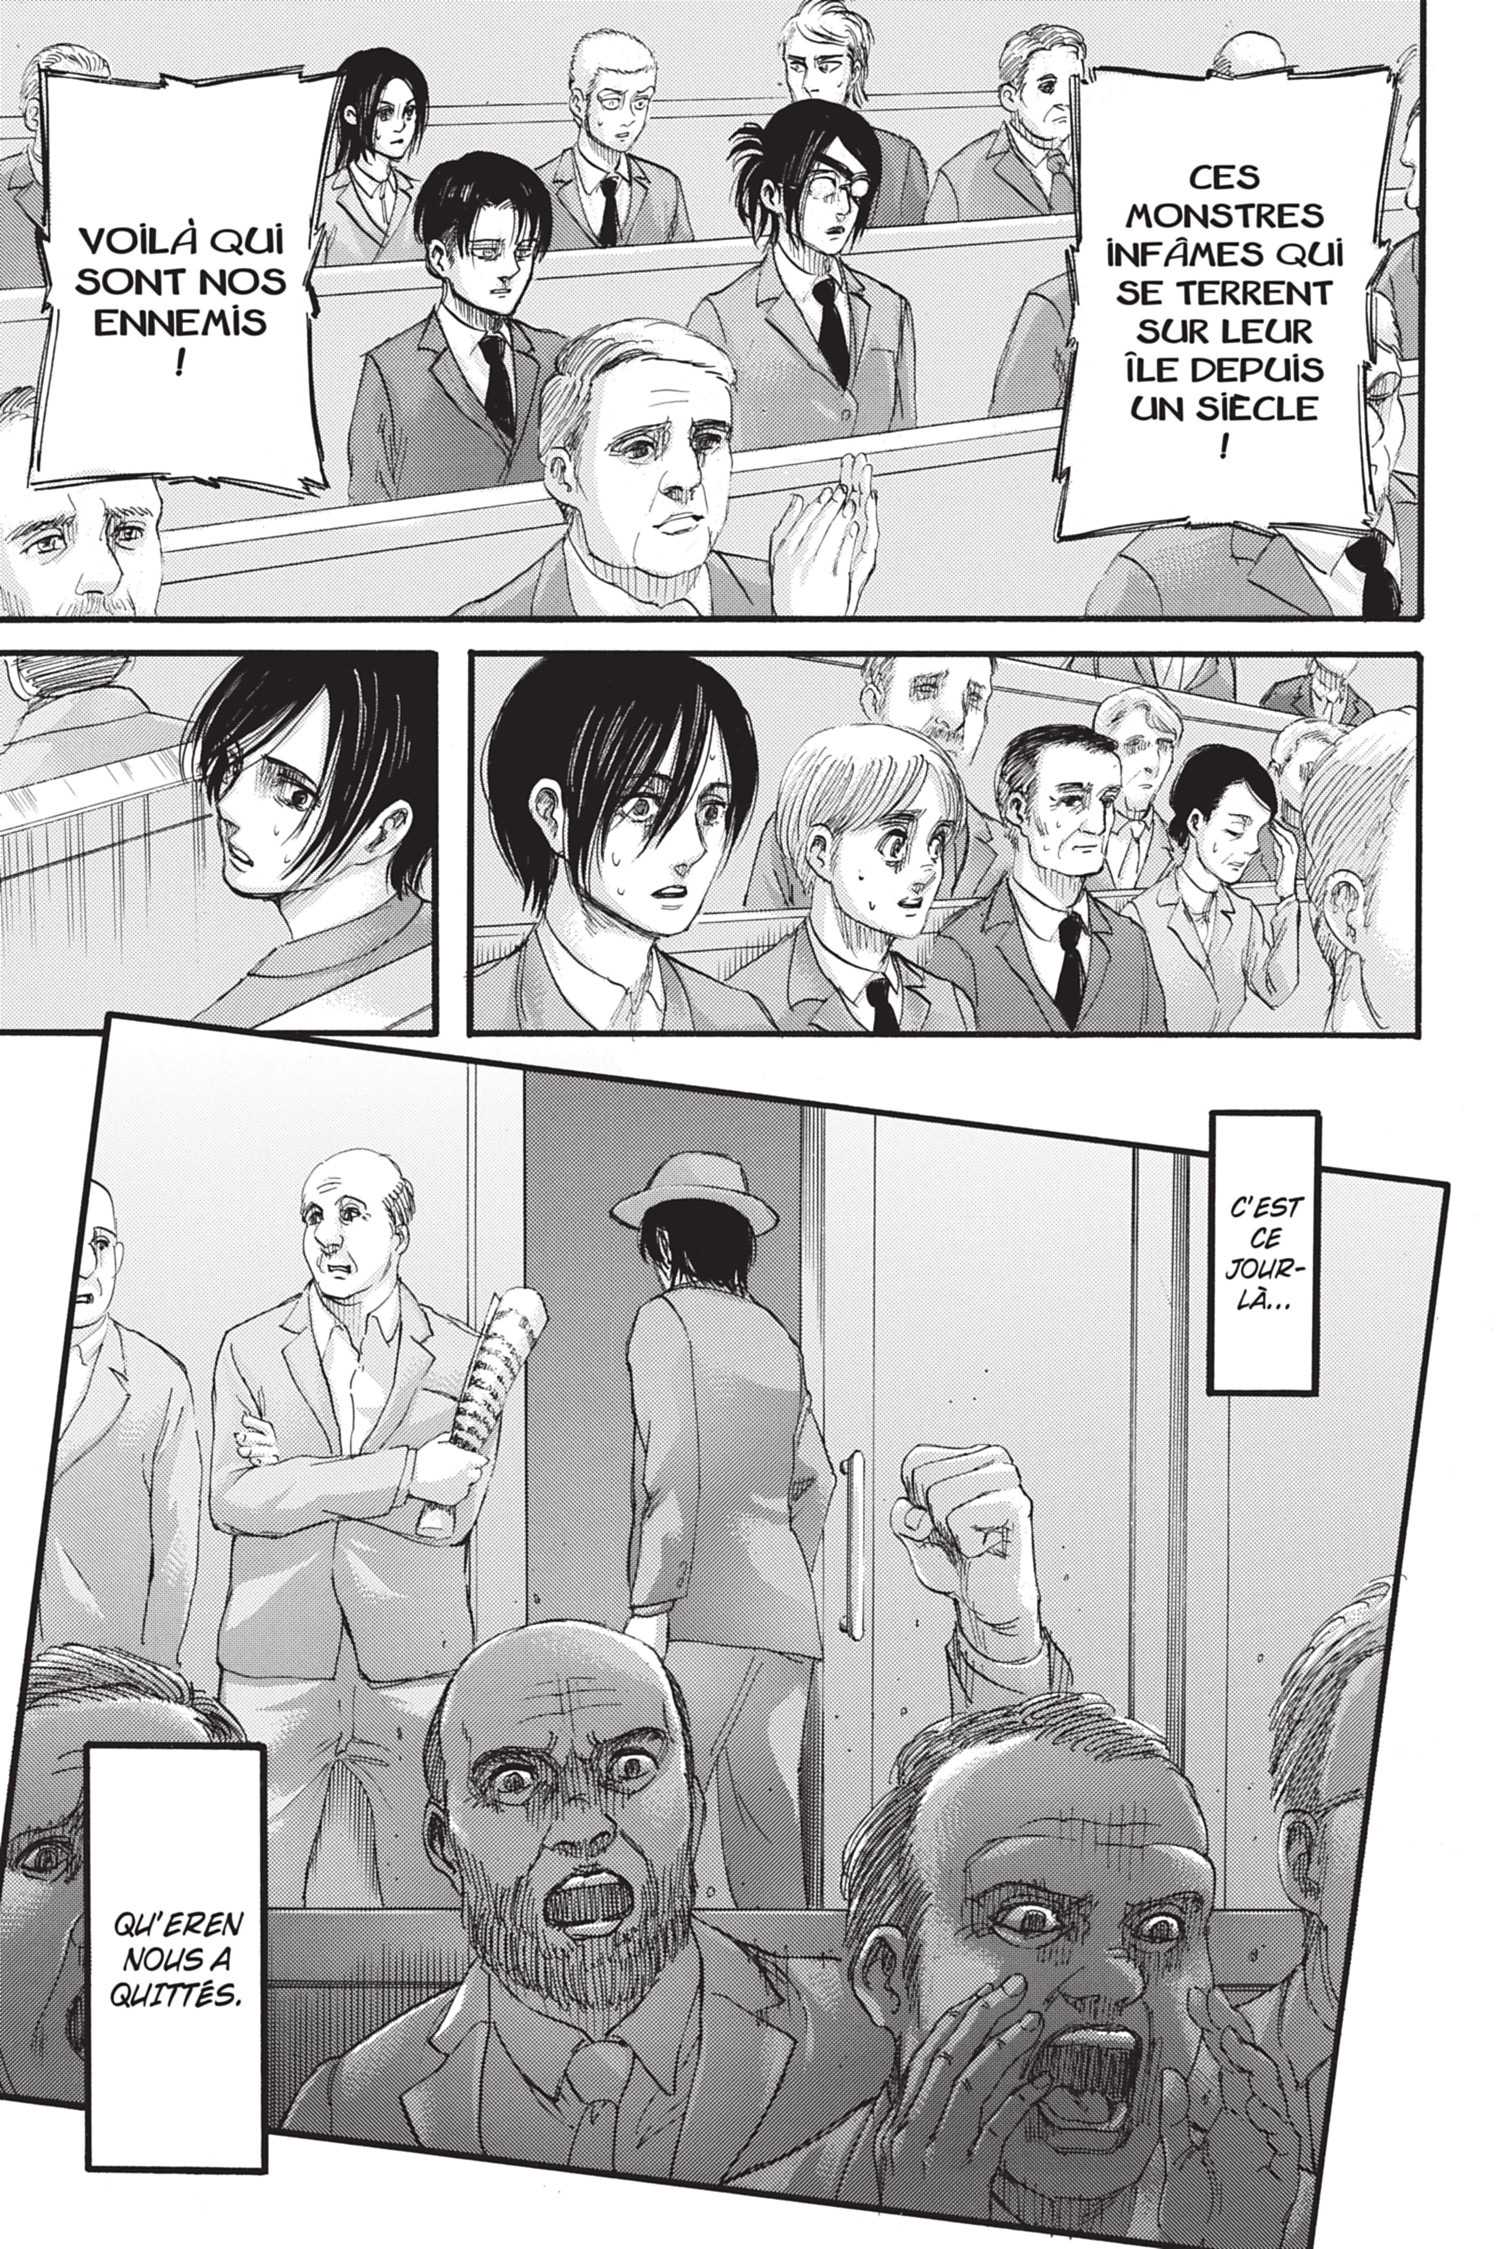 CES
MONSTRES
INFÂMES QUI
SE TERRENT
SUR LEUR
ÎLE DEPUIS
UN SIÈCLE
!
VOILÀ QUI
SONT NOS
ENNEMIS
!
C'EST
CE
JOUR-
LÀ...
QU'EREN
NOUS A
QUITTÉS.